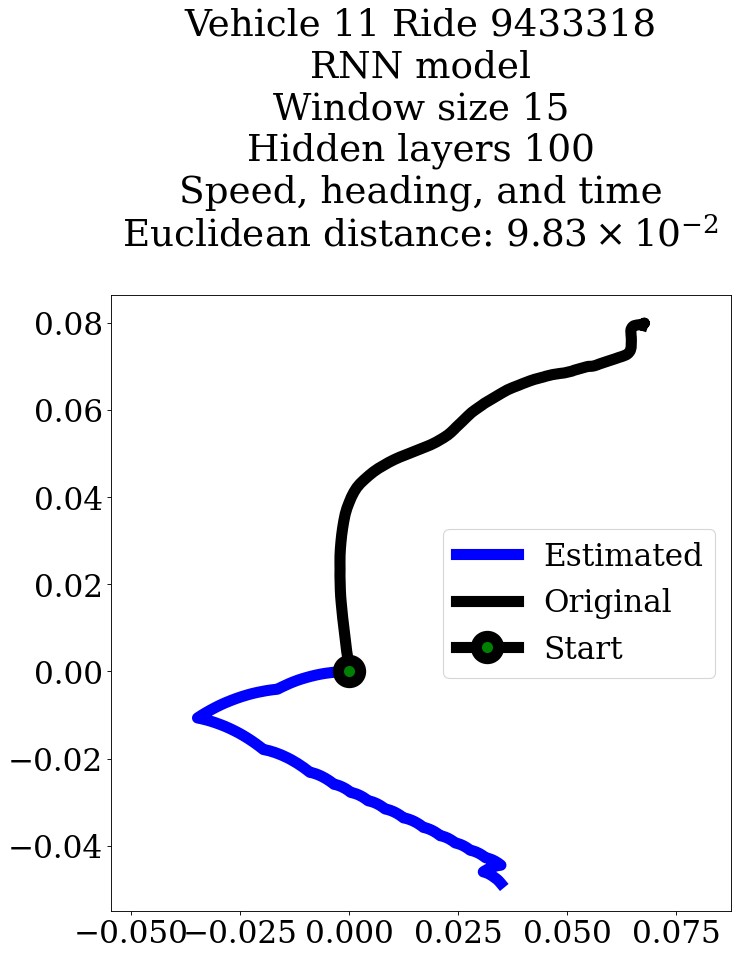 Vehicle 11 Ride 9433318
RNN model
Window size 15
Hidden layers 100
Speed, heading, and time
Euclidean distance: 9.83 × 10⁻²
0.08
0.06
0.04
0.02
0.00
−0.02
−0.04
Estimated
Original
Start
−0.050 −0.025 0.000 0.025 0.050 0.075